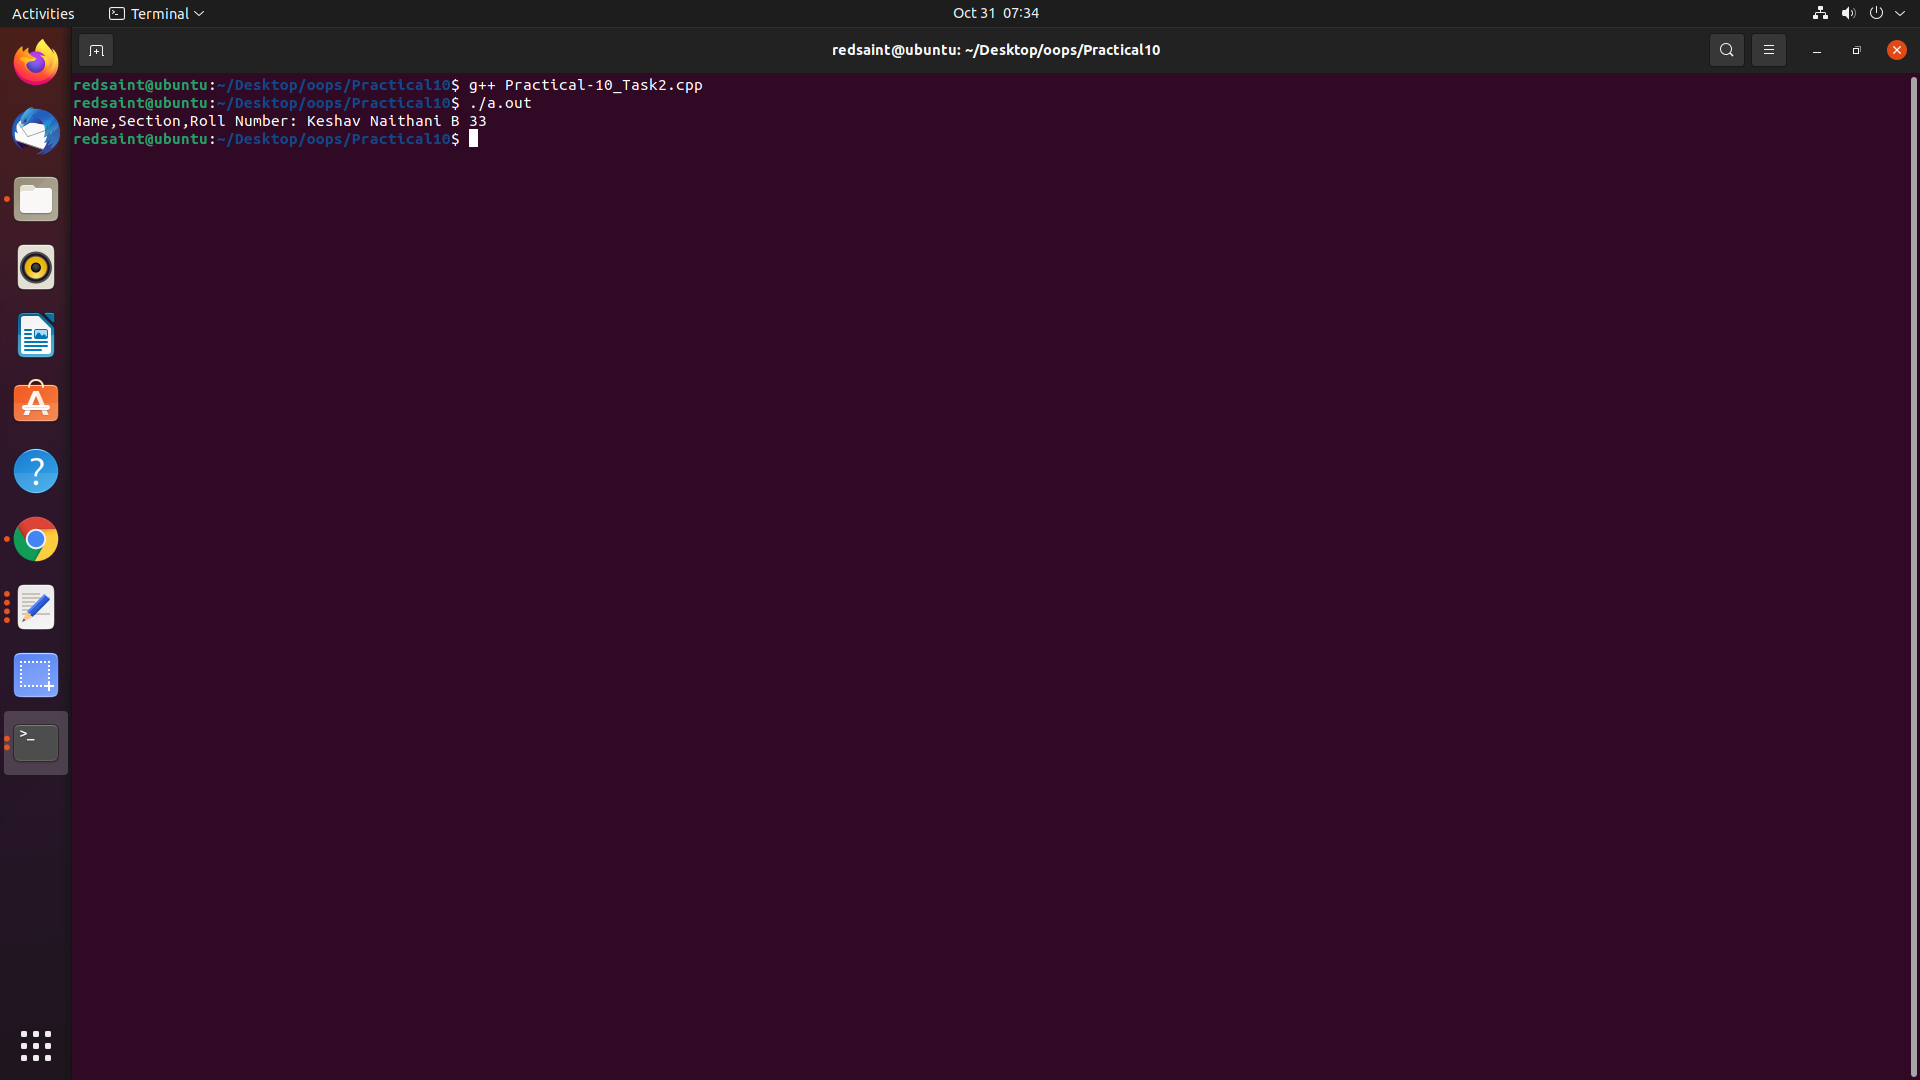 Activities Terminal Oct 31 07:34
redsaint@ubuntu: ~/Desktop/oops/Practical10
redsaint@ubuntu:~/Desktop/oops/Practical10$ g++ Practical-10_Task2.cpp
redsaint@ubuntu:~/Desktop/oops/Practical10$ ./a.out
Name,Section,Roll Number: Keshav Naithani B 33
redsaint@ubuntu:~/Desktop/oops/Practical10$